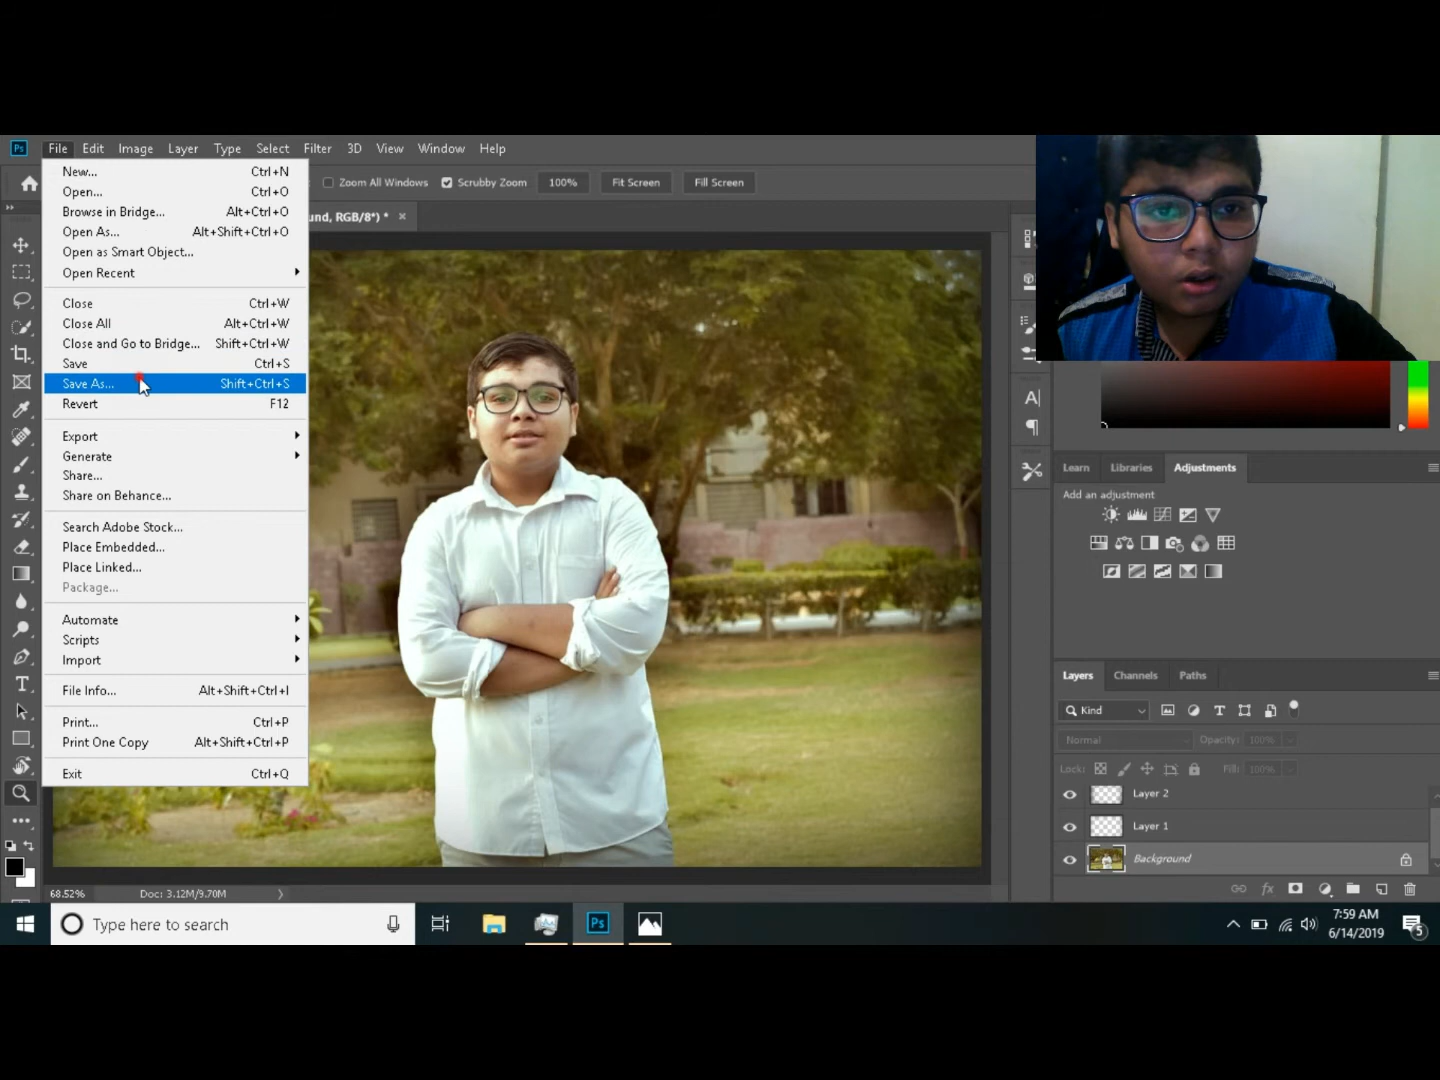 Ps File Edit Image Layer Type Select Filter 3D View Window Help
Zoom All Windows Scrubby Zoom 100% Fit Screen Fill Screen
und, RGB/8*) * ×
New... Ctrl+N
Open... Ctrl+O
Browse in Bridge... Alt+Ctrl+O
Open As... Alt+Shift+Ctrl+O
Open as Smart Object...
Open Recent
Close Ctrl+W
Close All Alt+Ctrl+W
Close and Go to Bridge... Shift+Ctrl+W
Save Ctrl+S
Save As... Shift+Ctrl+S
Revert F12
Export
Generate
Share...
Share on Behance...
Search Adobe Stock...
Place Embedded...
Place Linked...
Package...
Automate
Scripts
Import
File Info... Alt+Shift+Ctrl+I
Print... Ctrl+P
Print One Copy Alt+Shift+Ctrl+P
Exit Ctrl+Q
Learn Libraries Adjustments
Add an adjustment
Layers Channels Paths
Kind
Normal Opacity: 100%
Lock: Fill: 100%
Layer 2
Layer 1
Background
68.52% Doc: 3.12M/9.70M
Type here to search
Ps
7:59 AM
6/14/2019
5